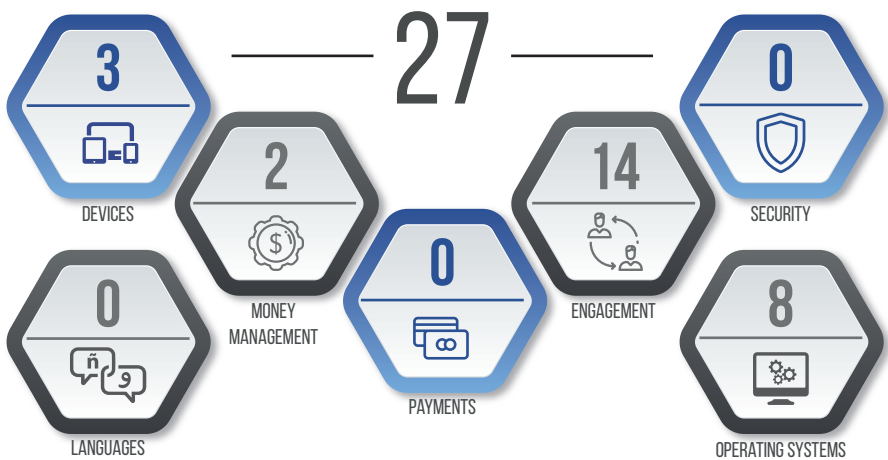 27
3
DEVICES
2
MONEY
MANAGEMENT
0
PAYMENTS
14
ENGAGEMENT
0
SECURITY
0
ñ
و
LANGUAGES
8
OPERATING SYSTEMS
$